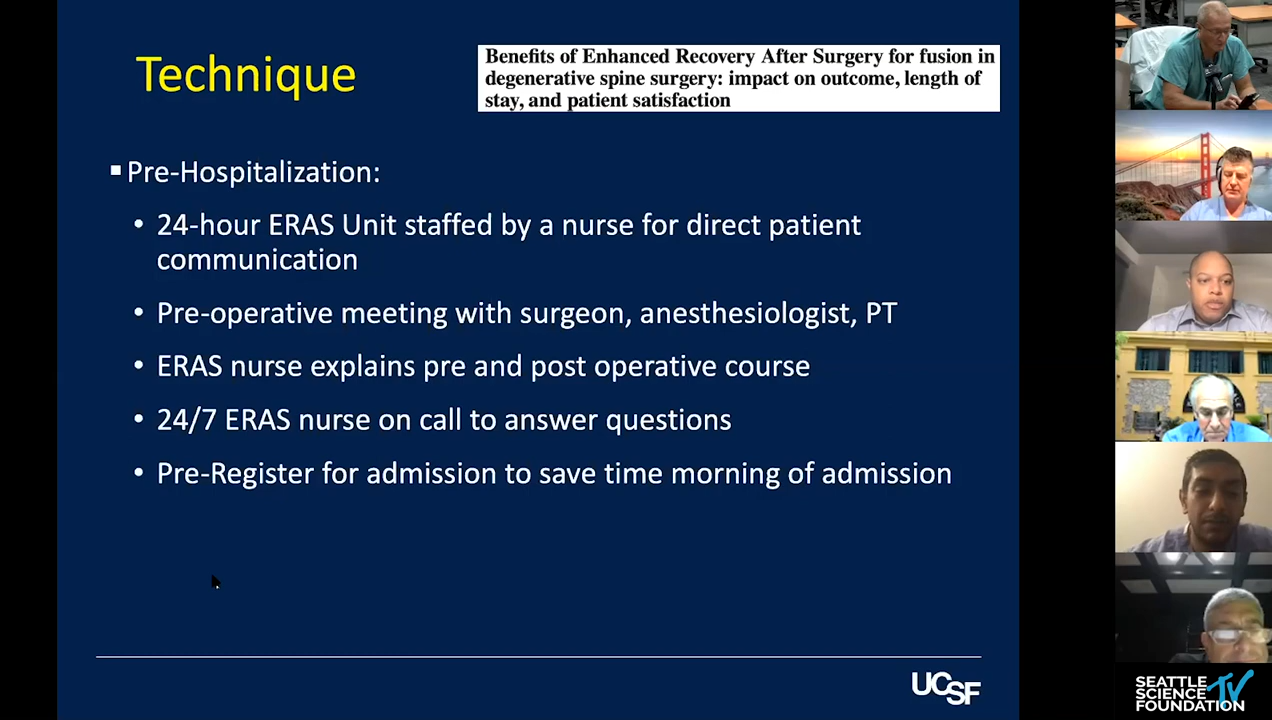 Technique
Benefits of Enhanced Recovery After Surgery for fusion in
degenerative spine surgery: impact on outcome, length of
stay, and patient satisfaction
Pre-Hospitalization:
24-hour ERAS Unit staffed by a nurse for direct patient
communication
Pre-operative meeting with surgeon, anesthesiologist, PT
ERAS nurse explains pre and post operative course
24/7 ERAS nurse on call to answer questions
Pre-Register for admission to save time morning of admission
UCSF
SEATTLE
SCIENCE
FOUNDATION
TV